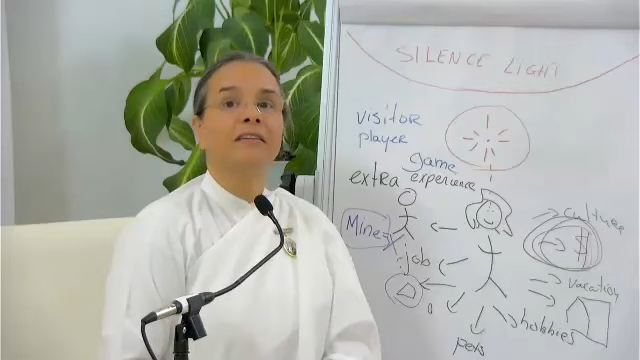 SILENCE LIGHT
visitor
player
game
extra experience
Mine
culture
job
$
vacation
hobbies
pets